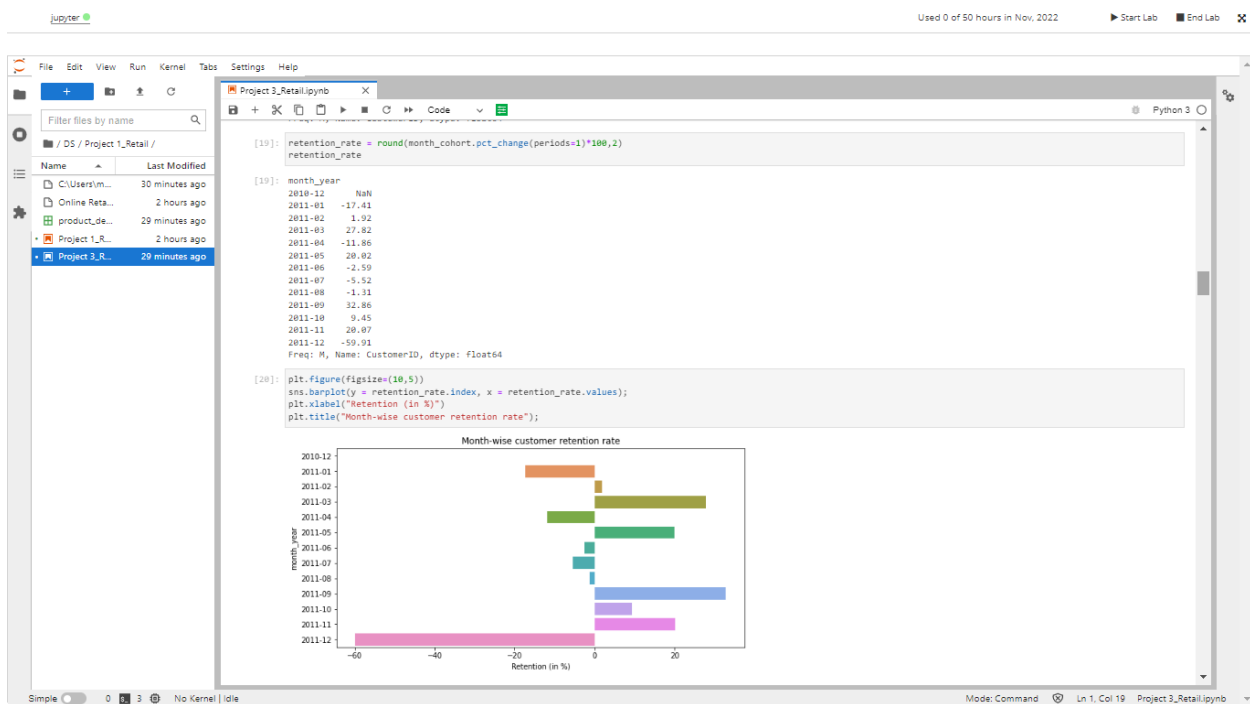 jupyter
Used 0 of 50 hours in Nov, 2022
Start Lab
End Lab
File Edit View Run Kernel Tabs Settings Help
Filter files by name
/ DS / Project 1_Retail /
Name Last Modified
C:\Users\m... 30 minutes ago
Online Reta... 2 hours ago
product_de... 29 minutes ago
Project 1_R... 2 hours ago
Project 3_R... 29 minutes ago
Project 3_Retail.ipynb
Code
Python 3
[19]: retention_rate = round(month_cohort.pct_change(periods=1)*100,2)
retention_rate
[19]: month_year
2010-12 NaN
2011-01 -17.41
2011-02 1.92
2011-03 27.82
2011-04 -11.86
2011-05 20.02
2011-06 -2.59
2011-07 -5.52
2011-08 -1.31
2011-09 32.86
2011-10 9.45
2011-11 20.07
2011-12 -59.91
Freq: M, Name: CustomerID, dtype: float64
[20]: plt.figure(figsize=(10,5))
sns.barplot(y = retention_rate.index, x = retention_rate.values);
plt.xlabel("Retention (in %)")
plt.title("Month-wise customer retention rate");
Month-wise customer retention rate
2010-12
2011-01
2011-02
2011-03
2011-04
2011-05
2011-06
2011-07
2011-08
2011-09
2011-10
2011-11
2011-12
month_year
-60 -40 -20 0 20
Retention (in %)
Simple 0 3 No Kernel | Idle
Mode: Command Ln 1, Col 19 Project 3_Retail.ipynb